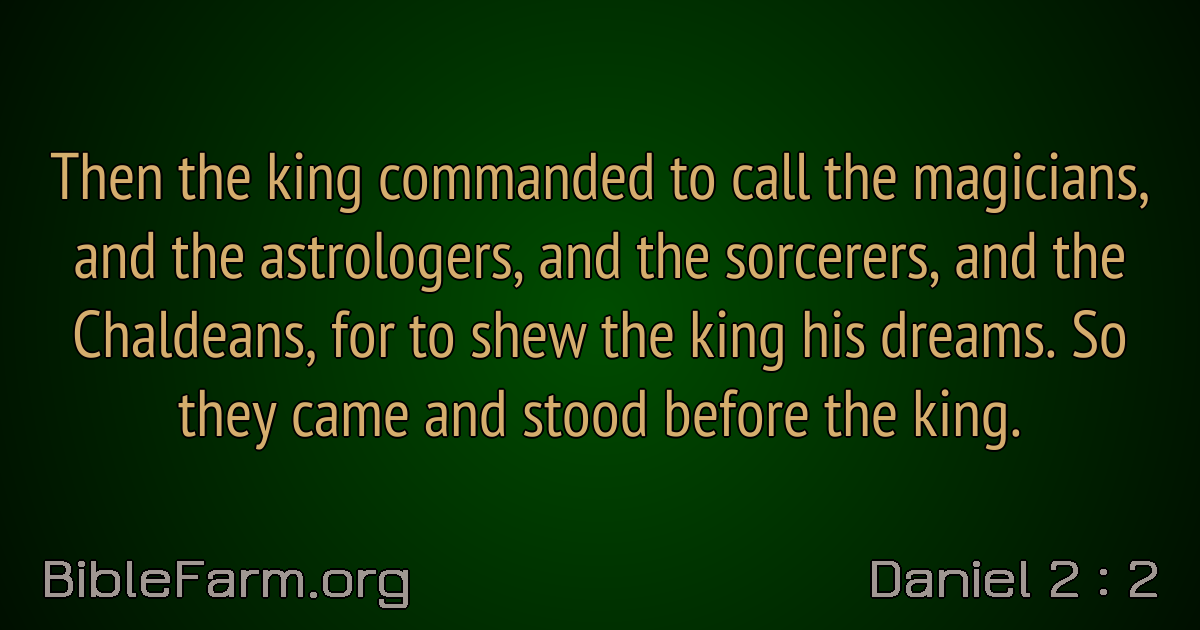 Then the king commanded to call the magicians,
and the astrologers, and the sorcerers, and the
Chaldeans, for to shew the king his dreams. So
they came and stood before the king.
BibleFarm.org
Daniel 2 : 2